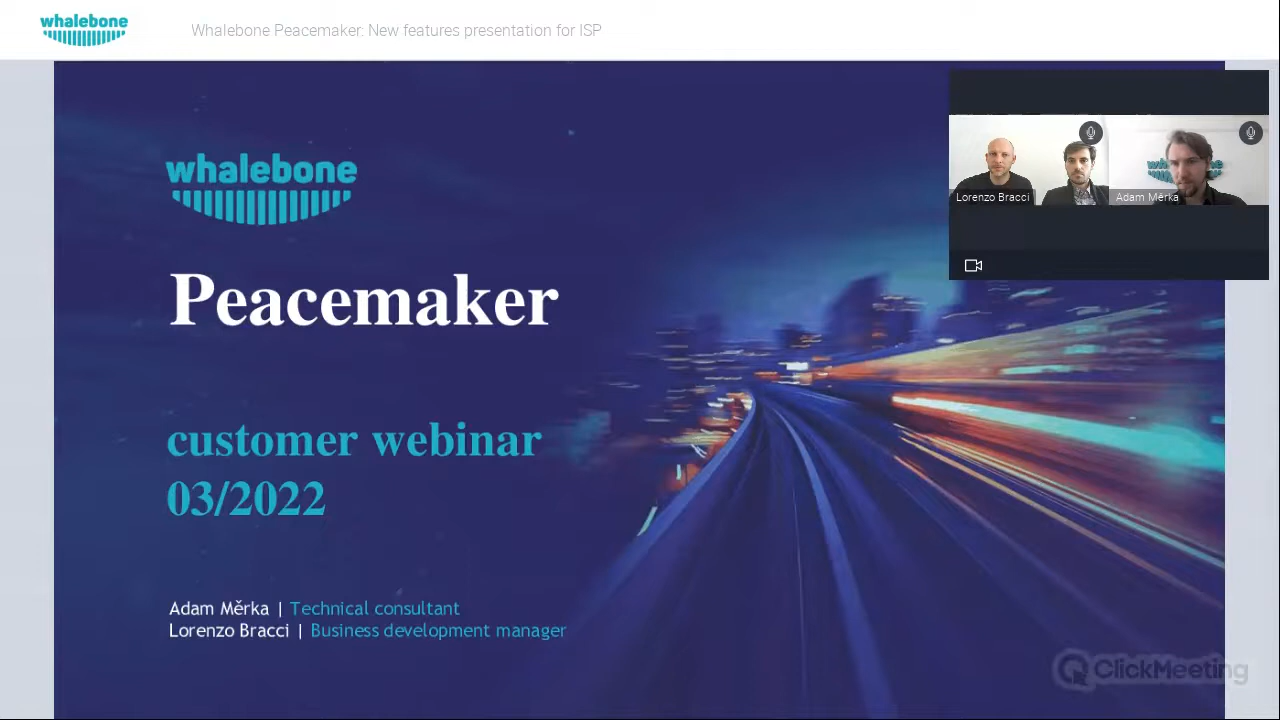 whalebone
Whalebone Peacemaker: New features presentation for ISP
whalebone
Lorenzo Bracci
Adam Měrka
Peacemaker
customer webinar
03/2022
Adam Měrka | Technical consultant
Lorenzo Bracci | Business development manager
ClickMeeting